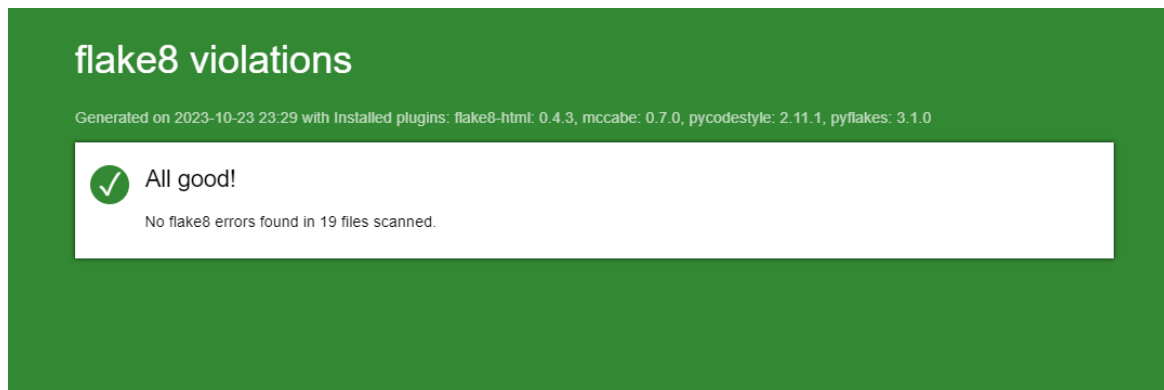 flake8 violations
Generated on 2023-10-23 23:29 with Installed plugins: flake8-html: 0.4.3, mccabe: 0.7.0, pycodestyle: 2.11.1, pyflakes: 3.1.0
All good!
No flake8 errors found in 19 files scanned.